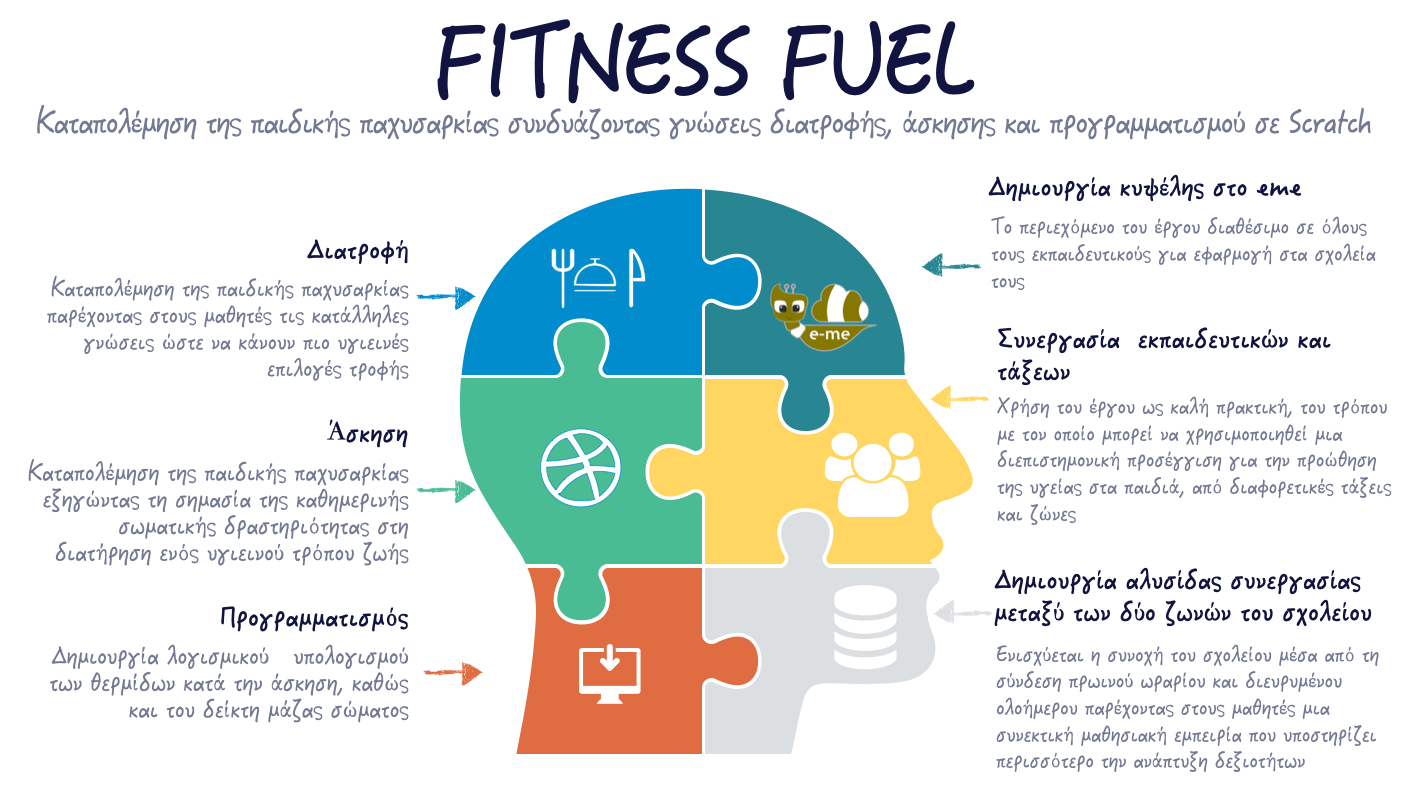 FITNESS FUEL
Καταπολέμηση της παιδικής παχυσαρκίας συνδυάζοντας γνώσεις διατροφής, άσκησης και προγραμματισμού σε Scratch
Διατροφή
Καταπολέμηση της παιδικής παχυσαρκίας
παρέχοντας στους μαθητές τις κατάλληλες
γνώσεις ώστε να κάνουν πιο υγιεινές
επιλογές τροφής
Άσκηση
Καταπολέμηση της παιδικής παχυσαρκίας
εξηγώντας τη σημασία της καθημερινής
σωματικής δραστηριότητας στη
διατήρηση ενός υγιεινού τρόπου ζωής
Προγραμματισμός
Δημιουργία λογισμικού υπολογισμού
των θερμίδων κατά την άσκηση, καθώς
και του δείκτη μάζας σώματος
e-me
Δημιουργία κυψέλης στο eme
Το περιεχόμενο του έργου διαθέσιμο σε όλους
τους εκπαιδευτικούς για εφαρμογή στα σχολεία
τους
Συνεργασία εκπαιδευτικών και
τάξεων
Χρήση του έργου ως καλή πρακτική, του τρόπου
με τον οποίο μπορεί να χρησιμοποιηθεί μια
διεπιστημονική προσέγγιση για την προώθηση
της υγείας στα παιδιά, από διαφορετικές τάξεις
και ζώνες
Δημιουργία αλυσίδας συνεργασίας
μεταξύ των δύο ζωνών του σχολείου
Ενισχύεται η συνοχή του σχολείου μέσα από τη
σύνδεση πρωινού ωραρίου και διευρυμένου
ολοήμερου παρέχοντας στους μαθητές μια
συνεκτική μαθησιακή εμπειρία που υποστηρίζει
περισσότερο την ανάπτυξη δεξιοτήτων